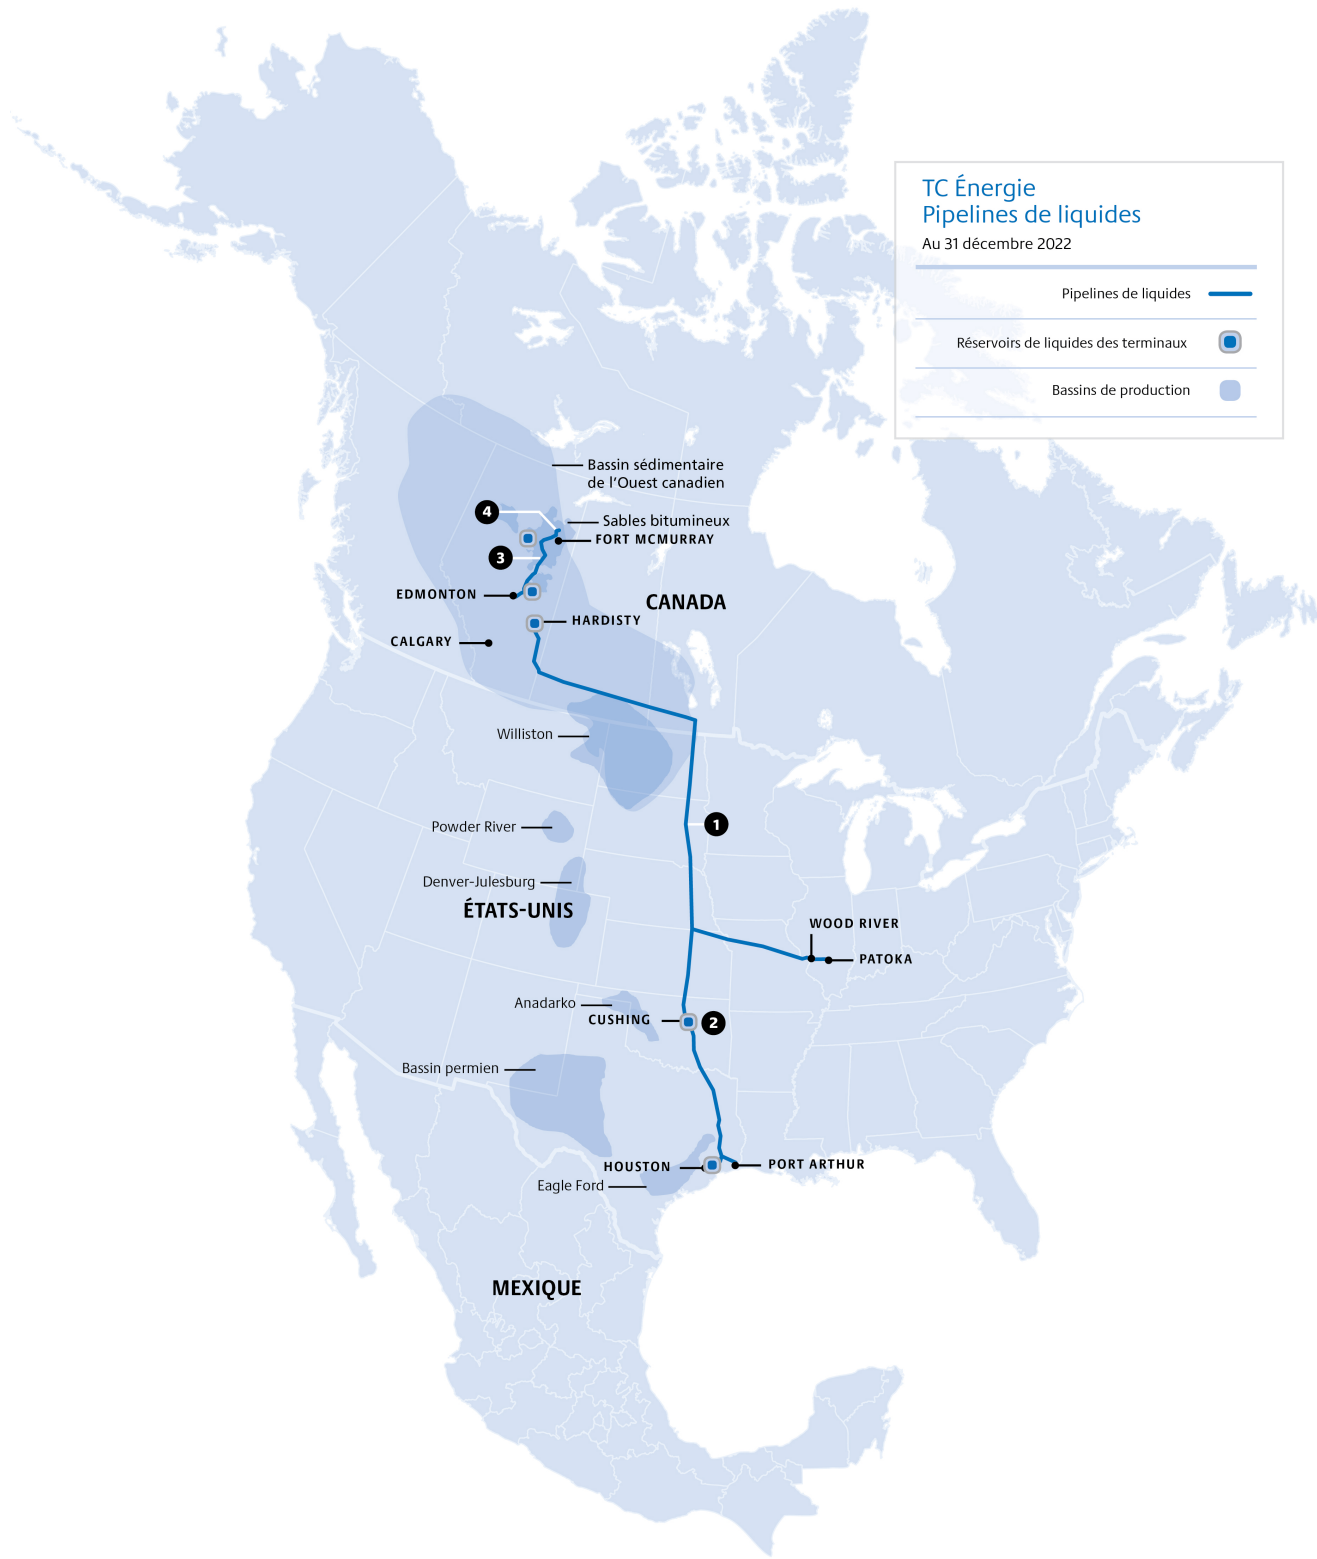 TC Énergie
Pipelines de liquides
Au 31 décembre 2022
Pipelines de liquides
Réservoirs de liquides des terminaux
Bassins de production
Bassin sédimentaire
de l'Ouest canadien
4
Sables bitumineux
FORT MCMURRAY
3
EDMONTON
CANADA
HARDISTY
CALGARY
Williston
1
Powder River
Denver-Julesburg
ÉTATS-UNIS
WOOD RIVER
PATOKA
Anadarko
CUSHING
2
Bassin permien
HOUSTON
PORT ARTHUR
Eagle Ford
MEXIQUE